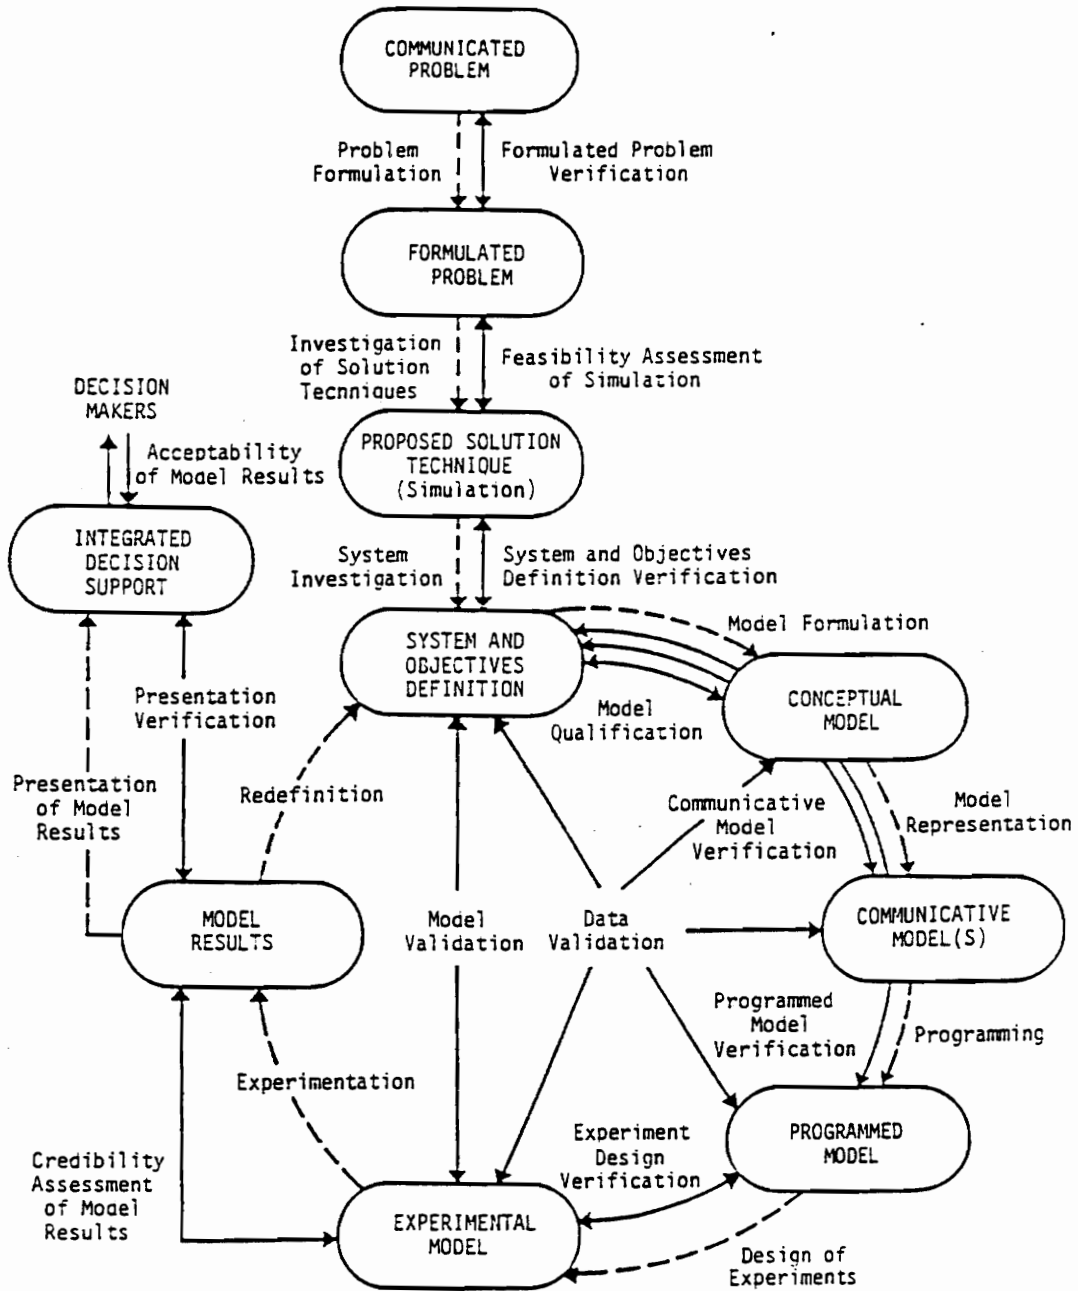 COMMUNICATED
PROBLEM
Problem
Formulation
Formulated Problem
Verification
FORMULATED
PROBLEM
Investigation
of Solution
Techniques
Feasibility Assessment
of Simulation
DECISION
MAKERS
Acceptability
of Model Results
PROPOSED SOLUTION
TECHNIQUE
(Simulation)
INTEGRATED
DECISION
SUPPORT
System
Investigation
System and Objectives
Definition Verification
SYSTEM AND
OBJECTIVES
DEFINITION
Model Formulation
CONCEPTUAL
MODEL
Model
Qualification
Presentation
Verification
Presentation
of Model
Results
Redefinition
Communicative
Model
Verification
Model
Representation
MODEL
RESULTS
Model
Validation
Data
Validation
COMMUNICATIVE
MODEL(S)
Programmed
Model
Verification
Programming
Experimentation
PROGRAMMED
MODEL
Experiment
Design
Verification
Credibility
Assessment
of Model
Results
EXPERIMENTAL
MODEL
Design of
Experiments